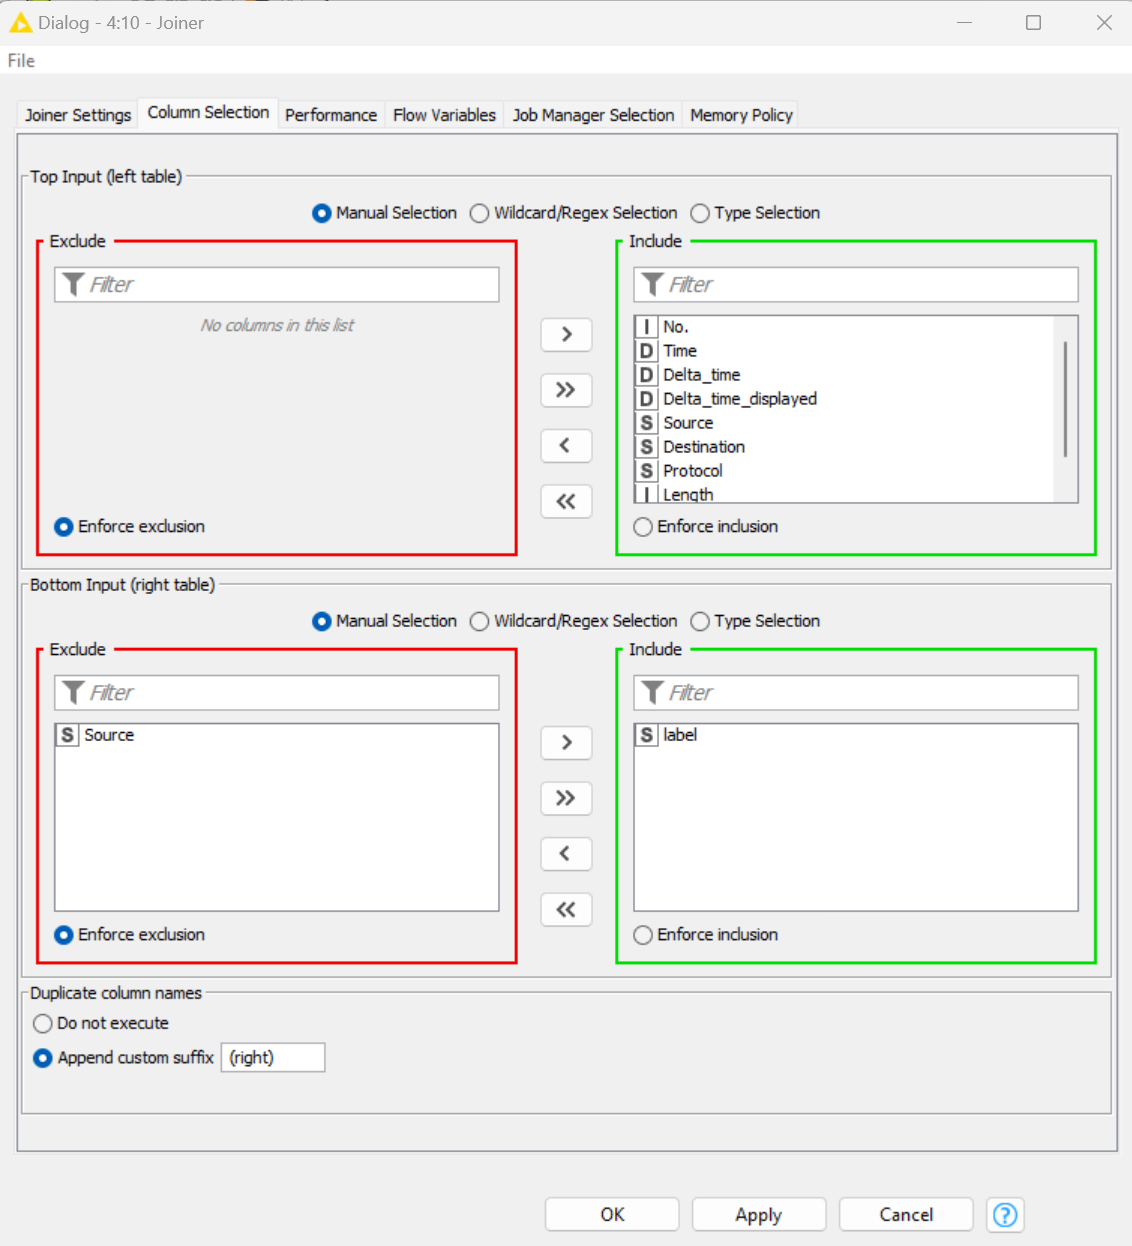 Dialog - 4:10 - Joiner
File
Joiner Settings Column Selection Performance Flow Variables Job Manager Selection Memory Policy
Top Input (left table)
Manual Selection Wildcard/Regex Selection Type Selection
Exclude
Filter
No columns in this list
Enforce exclusion
>
>>
<
<<
Include
Filter
I No.
D Time
D Delta_time
D Delta_time_displayed
S Source
S Destination
S Protocol
I Length
Enforce inclusion
Bottom Input (right table)
Manual Selection Wildcard/Regex Selection Type Selection
Exclude
Filter
S Source
Enforce exclusion
>
>>
<
<<
Include
Filter
S label
Enforce inclusion
Duplicate column names
Do not execute
Append custom suffix (right)
OK Apply Cancel ?